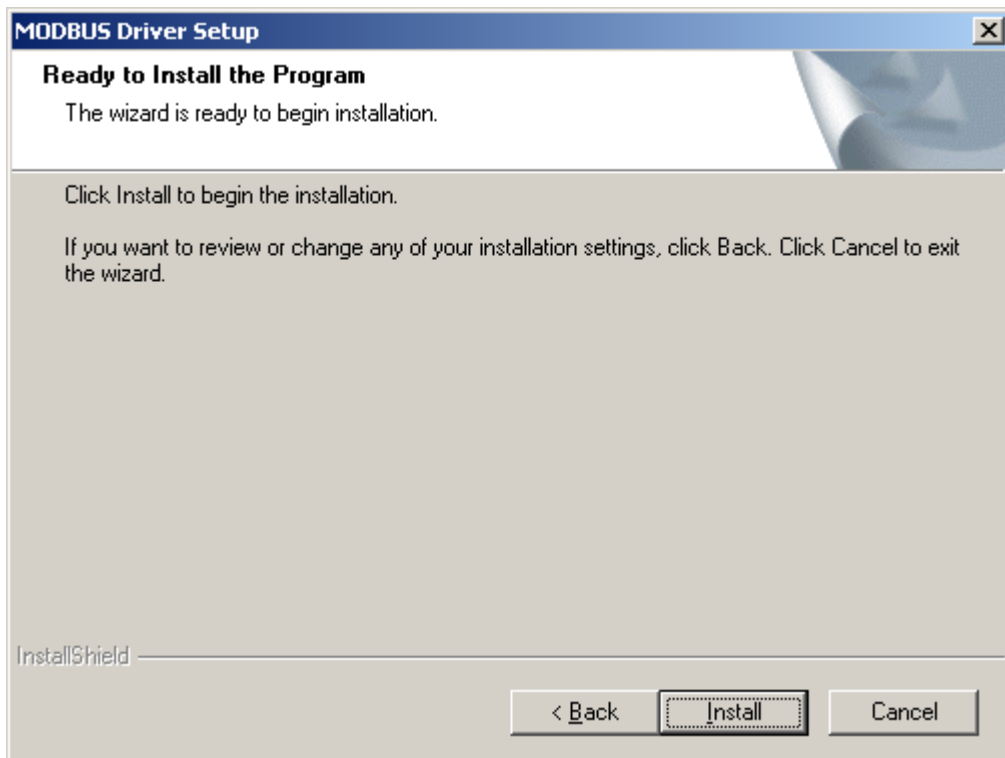 MODBUS Driver Setup
Ready to Install the Program
The wizard is ready to begin installation.
Click Install to begin the installation.
If you want to review or change any of your installation settings, click Back. Click Cancel to exit
the wizard.
InstallShield
< Back
Install
Cancel